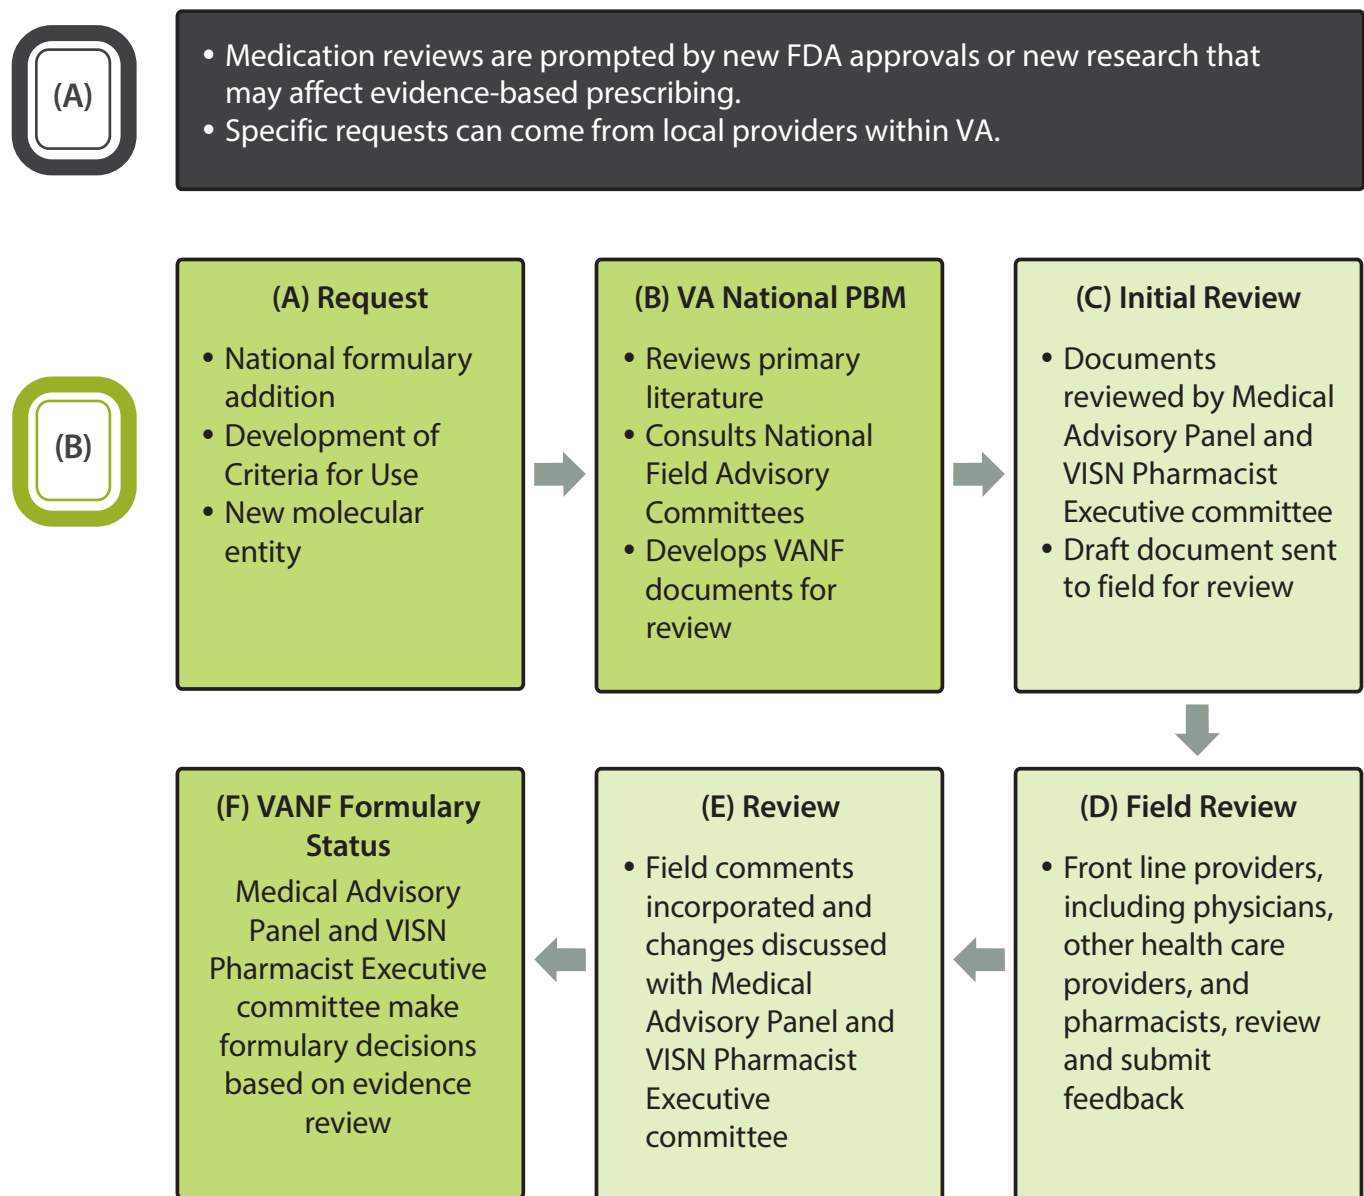 (A)
• Medication reviews are prompted by new FDA approvals or new research that
may affect evidence-based prescribing.
• Specific requests can come from local providers within VA.
(B)
(A) Request
• National formulary
addition
• Development of
Criteria for Use
• New molecular
entity
(B) VA National PBM
• Reviews primary
literature
• Consults National
Field Advisory
Committees
• Develops VANF
documents for
review
(C) Initial Review
• Documents
reviewed by Medical
Advisory Panel and
VISN Pharmacist
Executive committee
• Draft document sent
to field for review
(D) Field Review
• Front line providers,
including physicians,
other health care
providers, and
pharmacists, review
and submit
feedback
(E) Review
• Field comments
incorporated and
changes discussed
with Medical
Advisory Panel and
VISN Pharmacist
Executive
committee
(F) VANF Formulary
Status
Medical Advisory
Panel and VISN
Pharmacist Executive
committee make
formulary decisions
based on evidence
review